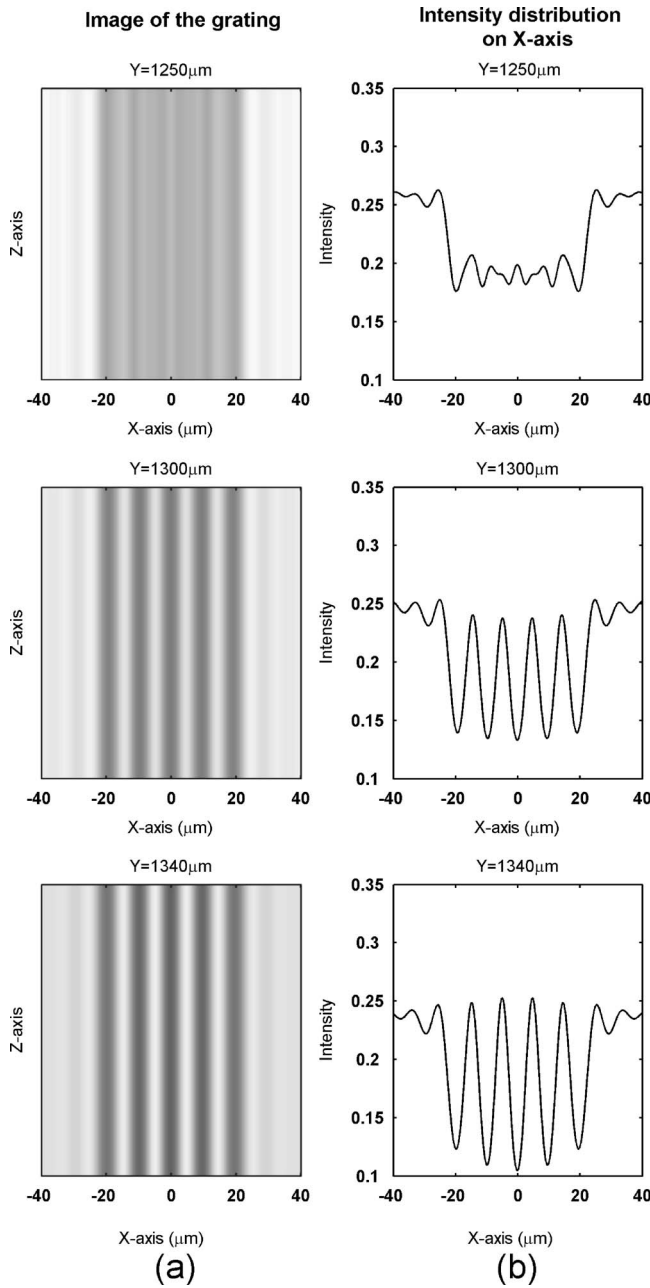 Image of the grating
Intensity distribution
on X-axis
Y=1250μm
Z-axis
-40 -20 0 20 40
X-axis (μm)
Y=1250μm
Intensity
0.35
0.3
0.25
0.2
0.15
0.1
-40 -20 0 20 40
X-axis (μm)
Y=1300μm
Z-axis
-40 -20 0 20 40
X-axis (μm)
Y=1300μm
Intensity
0.35
0.3
0.25
0.2
0.15
0.1
-40 -20 0 20 40
X-axis (μm)
Y=1340μm
Z-axis
-40 -20 0 20 40
X-axis (μm)
Y=1340μm
Intensity
0.35
0.3
0.25
0.2
0.15
0.1
-40 -20 0 20 40
X-axis (μm)
(a)
(b)